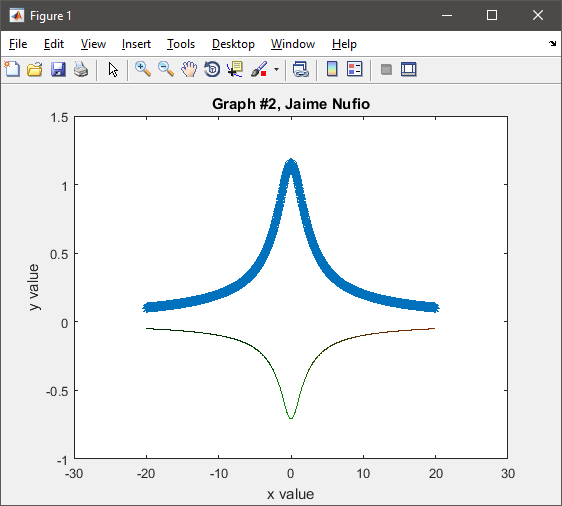 Figure 1
File Edit View Insert Tools Desktop Window Help
Graph #2, Jaime Nufio
1.5
1
0.5
0
-0.5
-1
y value
-30 -20 -10 0 10 20 30
x value